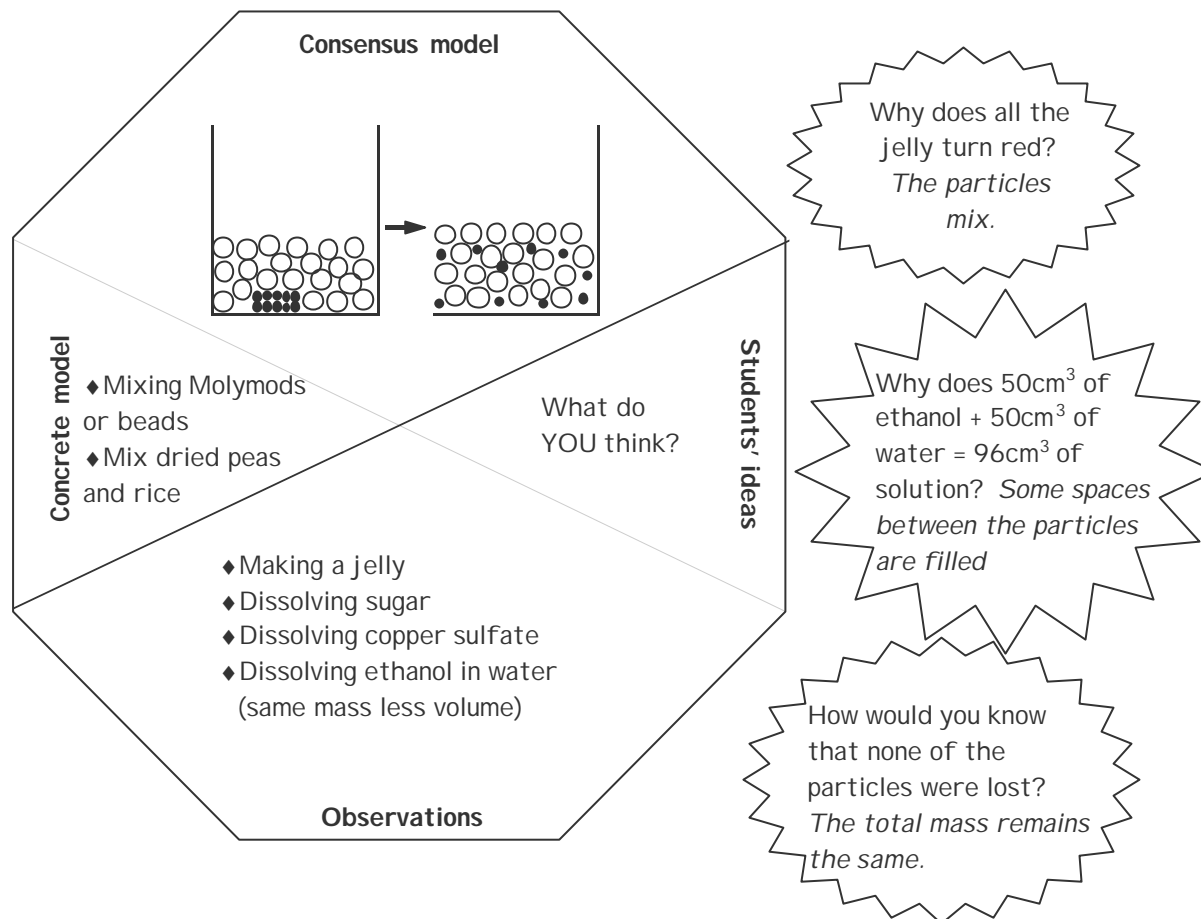 Consensus model
Concrete model
♦Mixing Molymods
or beads
♦Mix dried peas
and rice
What do
YOU think?
Students' ideas
♦Making a jelly
♦Dissolving sugar
♦Dissolving copper sulfate
♦Dissolving ethanol in water
(same mass less volume)
Observations
Why does all the
jelly turn red?
The particles
mix.
Why does 50cm³ of
ethanol + 50cm³ of
water = 96cm³ of
solution? Some spaces
between the particles
are filled
How would you know
that none of the
particles were lost?
The total mass remains
the same.